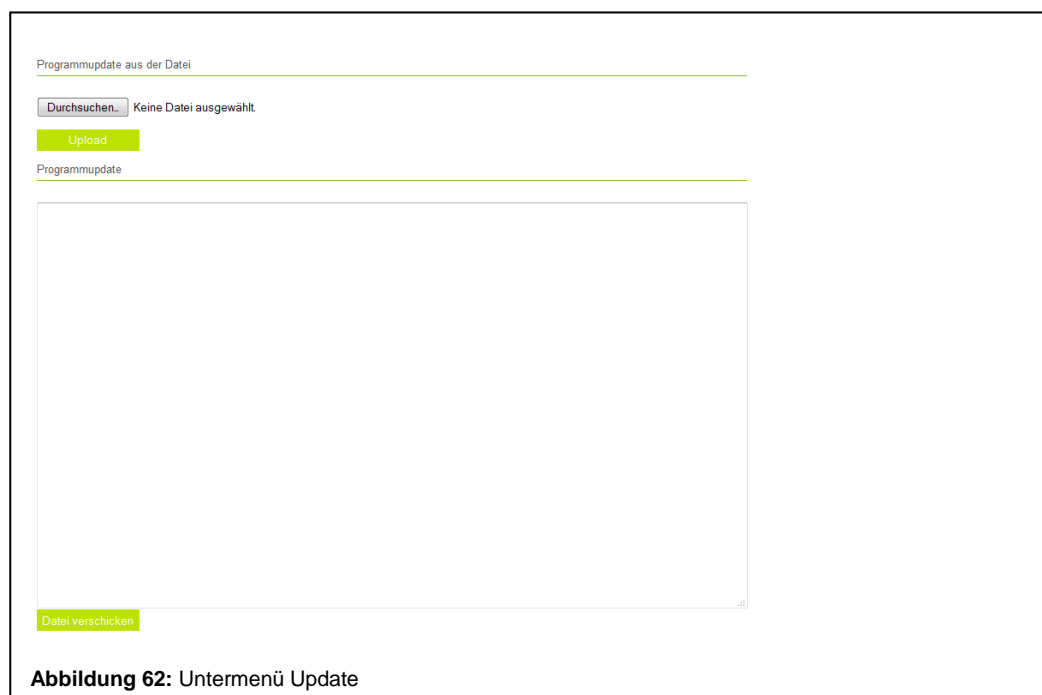 Programmupdate aus der Datei
Durchsuchen.. Keine Datei ausgewählt.
Upload
Programmupdate
Datei verschicken
Abbildung 62: Untermenü Update